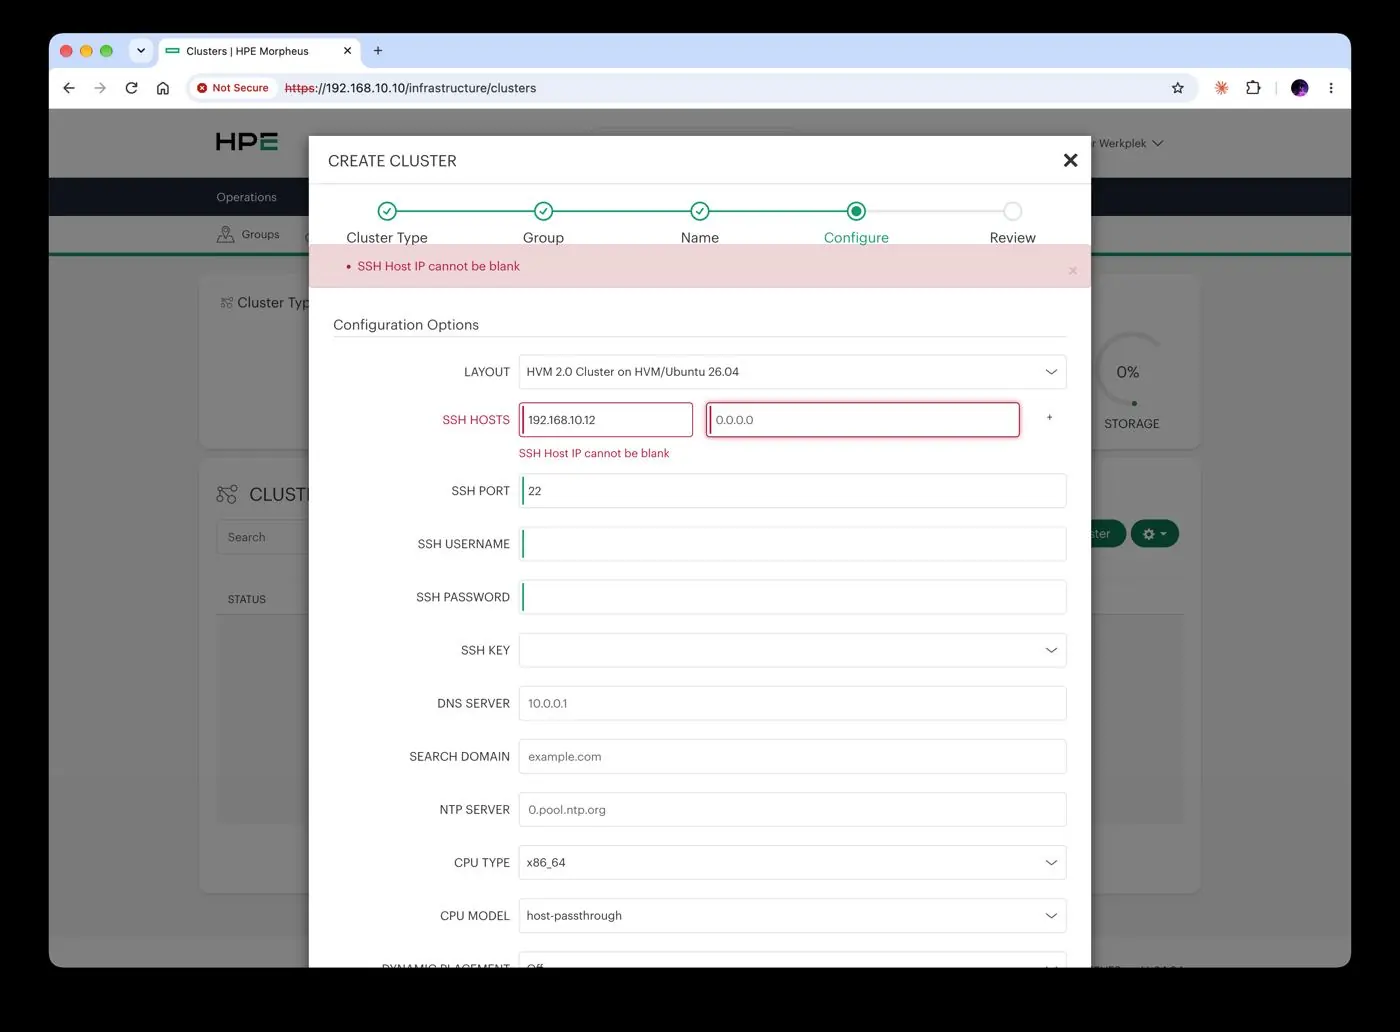 Clusters | HPE Morpheus
Not Secure https://192.168.10.10/infrastructure/clusters
HPE
Werkplek
CREATE CLUSTER
Operations
Cluster Type Group Name Configure Review
Groups
SSH Host IP cannot be blank
Cluster Typ
Configuration Options
LAYOUT HVM 2.0 Cluster on HVM/Ubuntu 26.04
0%
SSH HOSTS 192.168.10.12 0.0.0.0 +
STORAGE
SSH Host IP cannot be blank
SSH PORT 22
CLUST
Search
SSH USERNAME
ster
SSH PASSWORD
STATUS
SSH KEY
DNS SERVER 10.0.0.1
SEARCH DOMAIN example.com
NTP SERVER 0.pool.ntp.org
CPU TYPE x86_64
CPU MODEL host-passthrough
DYNAMIC PLACEMENT Off